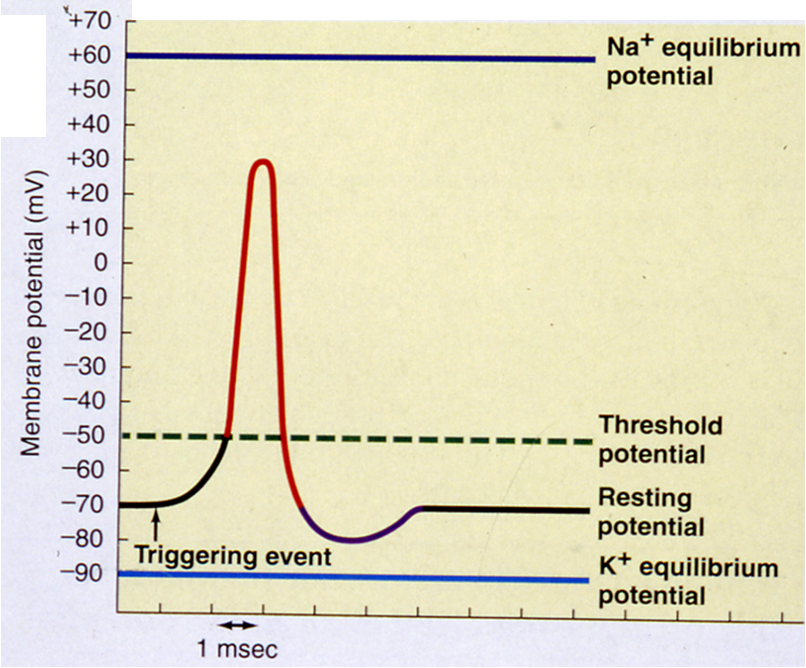 +70
+60
+50
+40
+30
+20
+10
0
–10
–20
–30
–40
–50
–60
–70
–80
–90
Membrane potential (mV)
Na+ equilibrium
potential
Threshold
potential
Resting
potential
K+ equilibrium
potential
Triggering event
1 msec